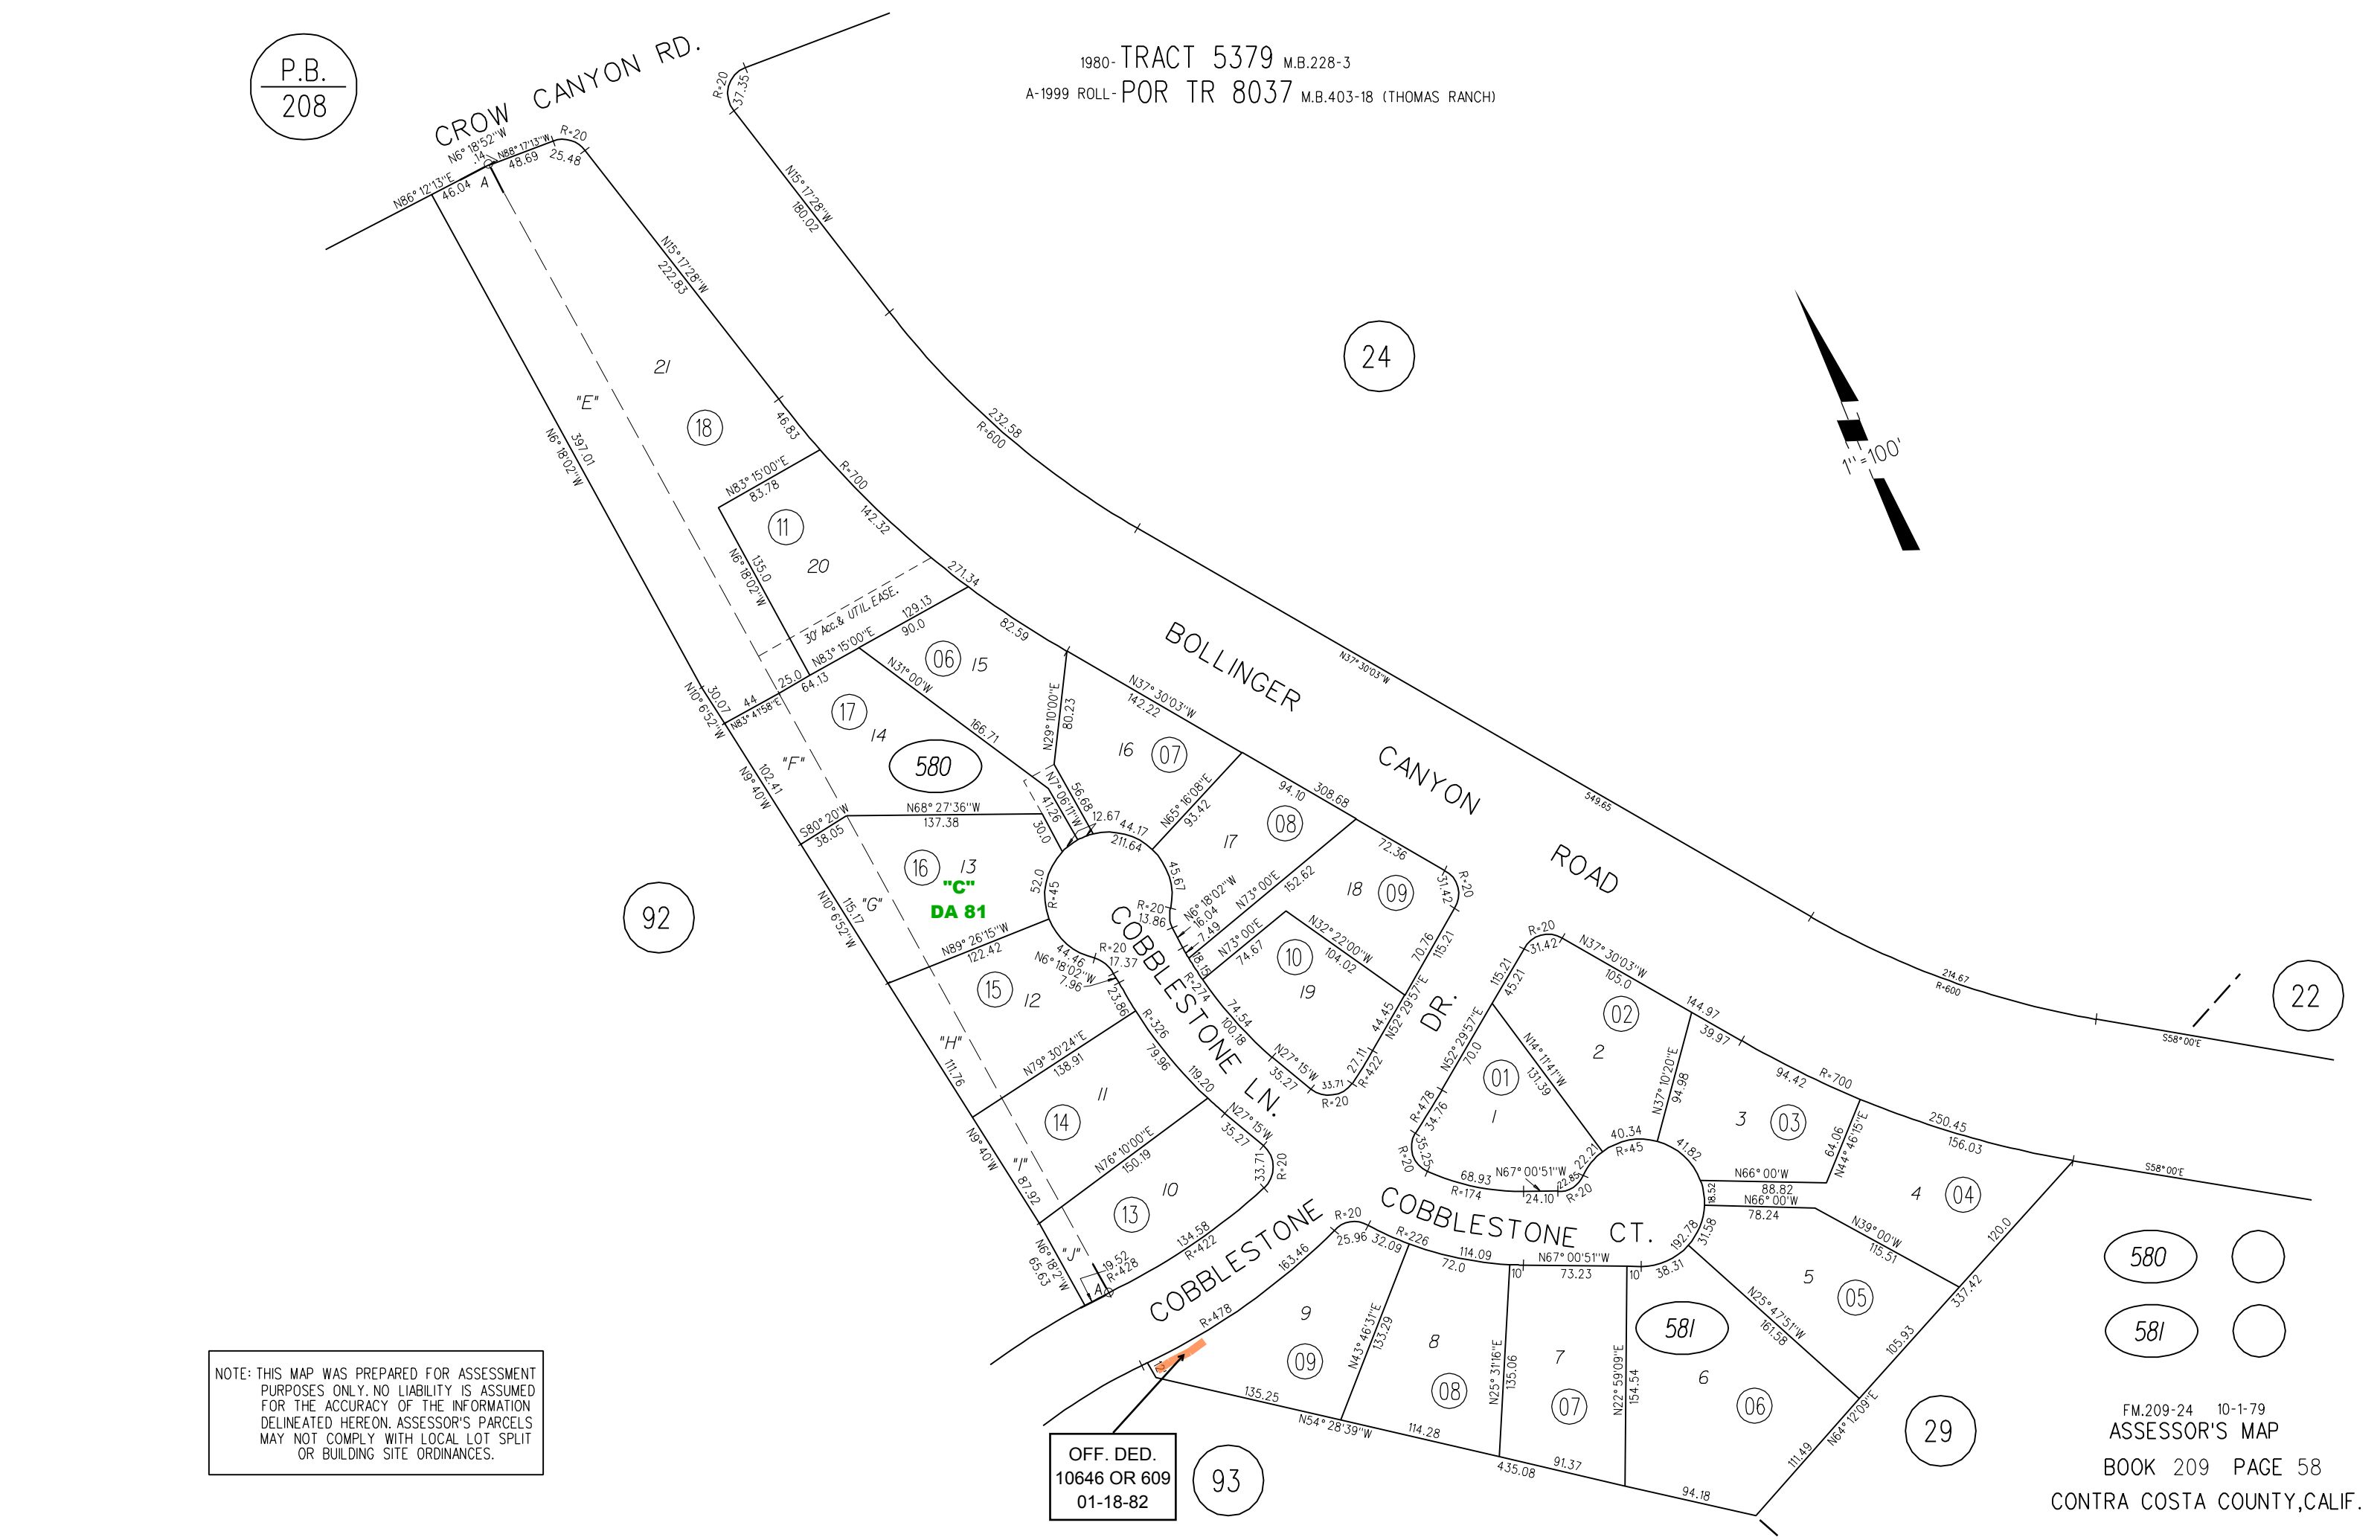 P.B.
208
CROW CANYON RD.
1980- TRACT 5379 M.B.228-3
A-1999 ROLL- POR TR 8037 M.B.403-18 (THOMAS RANCH)
N86° 12'13"E
46.04
N6° 18'52"W
.14
A
N88° 17'13"W
48.69
R=20
25.48
R=20
37.35
N15° 17'28"W
180.02
N15° 17'28"W
222.83
232.58
R=600
24
1"=100'
21
"E"
18
397.01
N6° 18'02"W
46.83
N83° 15'00"E
83.78
R=700
142.32
11
20
135.0
N6° 18'02"W
30' Acc.& UTIL.EASE.
271.34
129.13
90.0
N83° 15'00"E
82.59
25.0
64.13
44
N83° 41'58"E
30.07
N10° 6'52"W
06
15
N31° 00'W
166.71
N29° 10'00"E
80.23
N37° 30'03"W
142.22
BOLLINGER
CANYON
ROAD
N37° 30'03"W
549.65
17
14
580
"F"
102.41
N9° 40'W
16
07
N7° 06'11"W
41.26
56.68
30.0
12.67
44.17
211.64
N65° 16'08"E
93.42
94.10
308.68
08
17
72.36
N68° 27'36"W
137.38
S80° 20'W
38.05
16
13
"C"
DA 81
"G"
115.17
N10° 6'52"W
52.0
R=45
45.67
R=20
13.86
N6° 18'02"W
16.04
7.49
N73° 00'E
152.62
18
09
31.42
R=20
N73° 00'E
74.67
N32° 22'00"W
104.02
70.76
115.21
10
19
18.15
R=274
74.54
100.18
44.45
N52° 29'57"E
N27° 15'W
35.27
27.11
R=422
33.71
R=20
92
N89° 26'15"W
122.42
44.46
R=20
17.37
N6° 18'02"W
7.96
23.86
15
12
COBBLESTONE LN.
DR.
R=326
79.96
119.20
"H"
111.76
N79° 30'24"E
138.91
14
11
N9° 40'W
N27° 15'W
35.27
33.71
R=20
"I"
87.92
N76° 10'00"E
150.19
10
13
134.58
R=422
N6° 18'2"W
65.63
"J"
19.52
R=428
A
R=20
31.42
115.21
45.21
N37° 30'03"W
105.0
144.97
39.97
02
2
N52° 29'57"E
70.0
01
1
N14° 11'41"W
131.39
N37° 10'20"E
94.98
R=478
34.76
35.25
R=20
68.93
R=174
N67° 00'51"W
24.10
22.85
R=20
22.21
40.34
R=45
41.82
94.42
R=700
3
03
64.06
N44° 46'15"E
250.45
156.03
214.67
R=600
S58° 00'E
22
S58° 00'E
N66° 00'W
88.82
N66° 00'W
78.24
18.52
4
04
N39° 00'W
115.51
120.0
337.42
192.78
31.58
COBBLESTONE
COBBLESTONE CT.
R=20
25.96
32.09
R=226
114.09
72.0
10'
N67° 00'51"W
73.23
10'
38.31
163.46
R=478
9
09
N43° 46'31"E
133.29
8
08
N25° 31'16"E
135.06
7
07
N22° 59'09"E
154.54
581
6
06
N25° 47'51"W
161.58
5
05
105.93
N64° 12'09"E
111.49
12'
135.25
N54° 28'39"W
114.28
435.08
91.37
94.18
OFF. DED.
10646 OR 609
01-18-82
93
29
580
581
NOTE: THIS MAP WAS PREPARED FOR ASSESSMENT
PURPOSES ONLY. NO LIABILITY IS ASSUMED
FOR THE ACCURACY OF THE INFORMATION
DELINEATED HEREON. ASSESSOR'S PARCELS
MAY NOT COMPLY WITH LOCAL LOT SPLIT
OR BUILDING SITE ORDINANCES.
FM.209-24 10-1-79
ASSESSOR'S MAP
BOOK 209 PAGE 58
CONTRA COSTA COUNTY,CALIF.